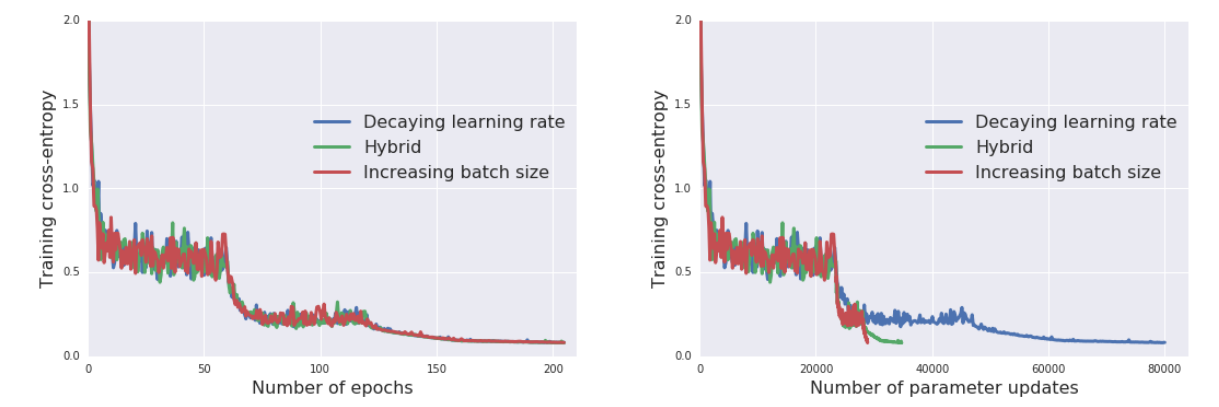 2.0
1.5
1.0
0.5
0.0
Training cross-entropy
Decaying learning rate
Hybrid
Increasing batch size
0 50 100 150 200
Number of epochs
2.0
1.5
1.0
0.5
0.0
Training cross-entropy
Decaying learning rate
Hybrid
Increasing batch size
0 20000 40000 60000 80000
Number of parameter updates